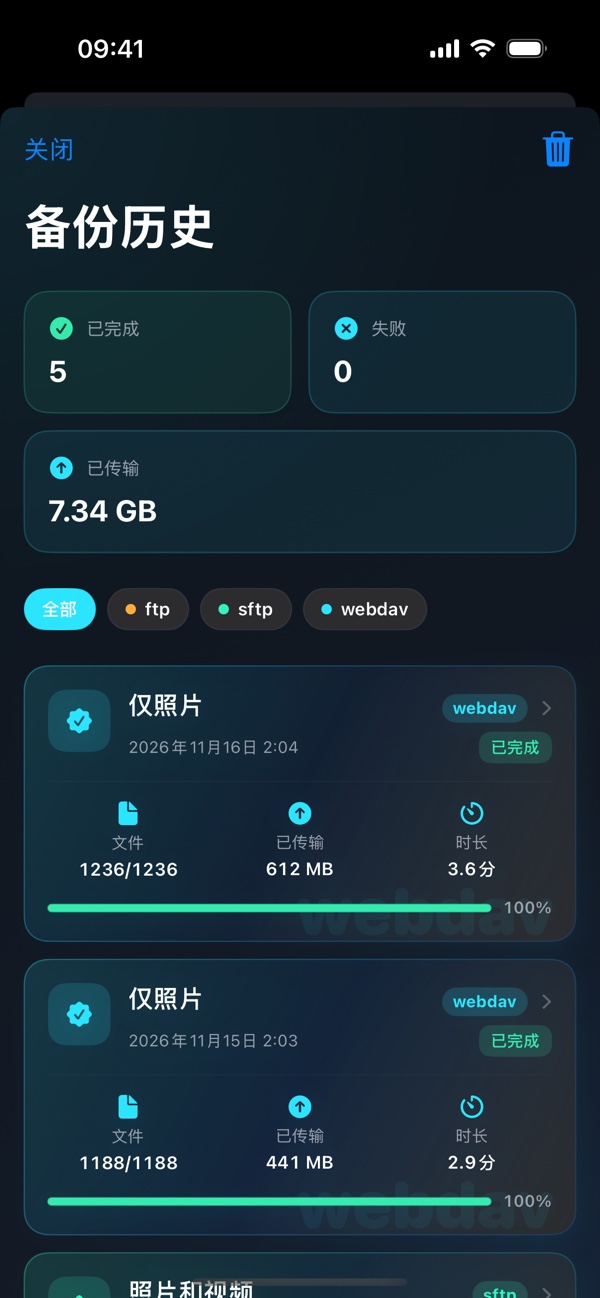 09:41
关闭
备份历史
已完成
5
失败
0
已传输
7.34 GB
全部 ftp sftp webdav
仅照片 webdav
2026年11月16日 2:04 已完成
文件 已传输 时长
1236/1236 612 MB 3.6分
100%
webdav
仅照片 webdav
2026年11月15日 2:03 已完成
文件 已传输 时长
1188/1188 441 MB 2.9分
100%
webdav
照片和视频 sftp